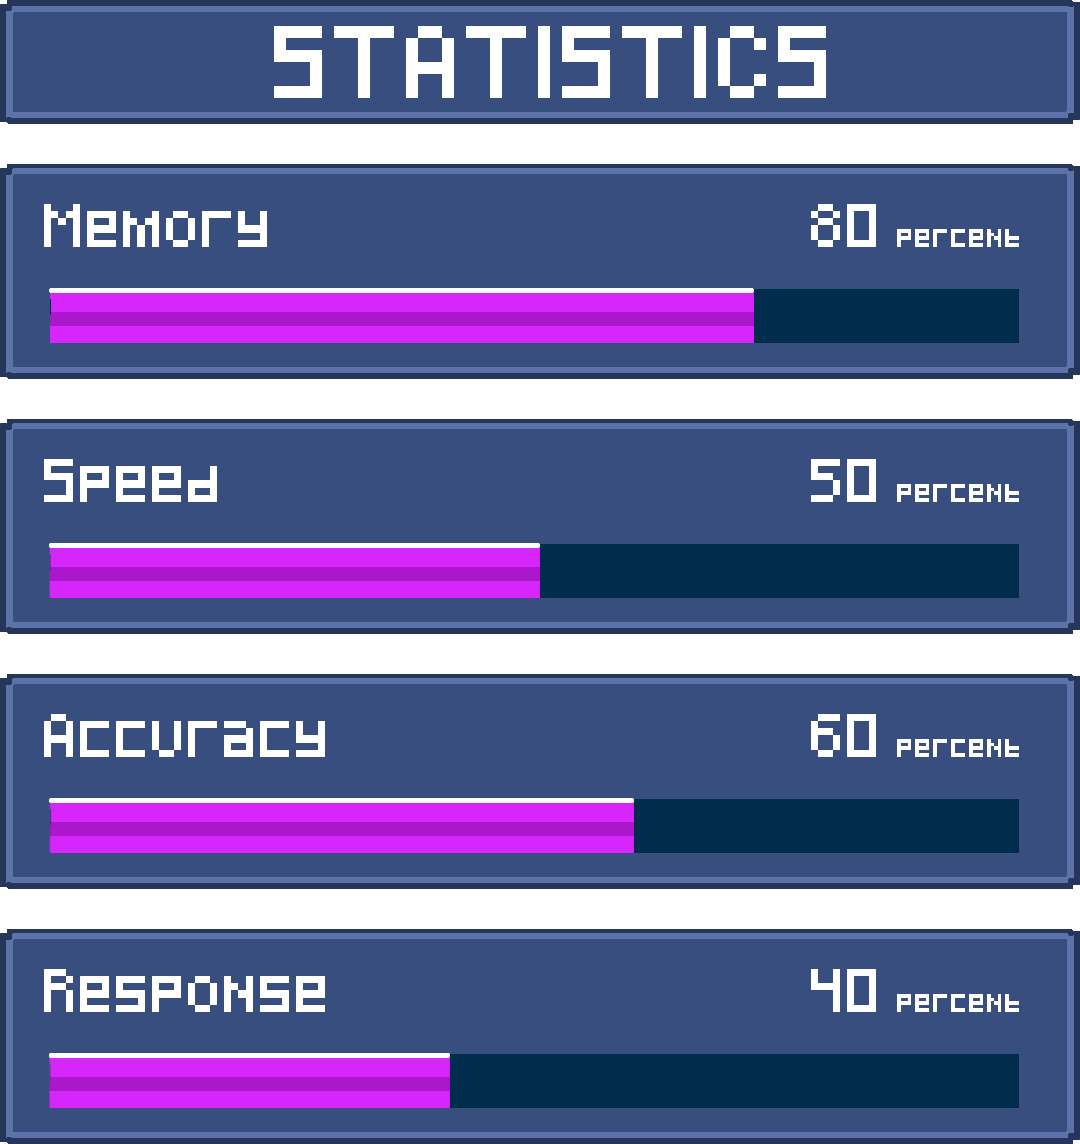 STATISTICS
Memory 80 percent
Speed 50 percent
Accuracy 60 percent
Response 40 percent